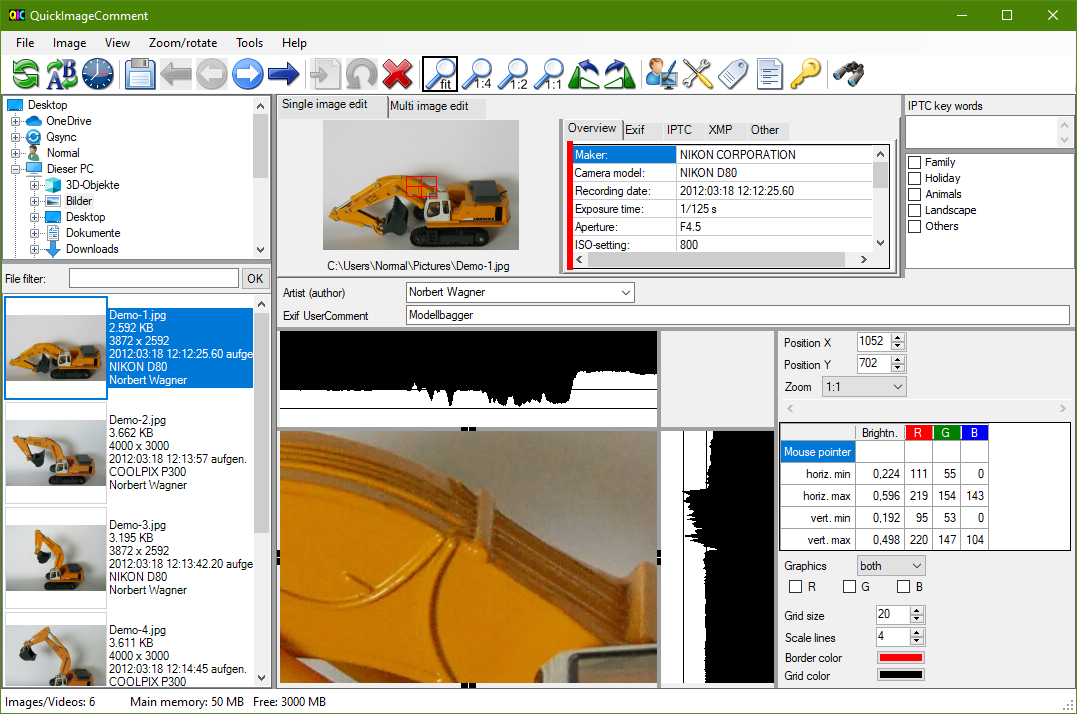 QuickImageComment
File Image View Zoom/rotate Tools Help
fit 1:4 1:2 1:1
Desktop
OneDrive
Qsync
Normal
Dieser PC
3D-Objekte
Bilder
Desktop
Dokumente
Downloads
File filter: OK
Demo-1.jpg
2.592 KB
3872 x 2592
2012:03:18 12:12:25.60 aufge
NIKON D80
Norbert Wagner
Demo-2.jpg
3.662 KB
4000 x 3000
2012:03:18 12:13:57 aufgen.
COOLPIX P300
Norbert Wagner
Demo-3.jpg
3.195 KB
3872 x 2592
2012:03:18 12:13:42.20 aufge
NIKON D80
Norbert Wagner
Demo-4.jpg
3.611 KB
4000 x 3000
2012:03:18 12:14:45 aufgen.
COOLPIX P300
Single image edit Multi image edit
C:\Users\Normal\Pictures\Demo-1.jpg
Overview Exif IPTC XMP Other
Maker: NIKON CORPORATION
Camera model: NIKON D80
Recording date: 2012:03:18 12:12:25.60
Exposure time: 1/125 s
Aperture: F4.5
ISO-setting: 800
IPTC key words
Family
Holiday
Animals
Landscape
Others
Artist (author) Norbert Wagner
Exif UserComment Modellbagger
Position X 1052
Position Y 702
Zoom 1:1
Brightn. R G B
Mouse pointer
horiz. min 0,224 111 55 0
horiz. max 0,596 219 154 143
vert. min 0,192 95 53 0
vert. max 0,498 220 147 104
Graphics both
R G B
Grid size 20
Scale lines 4
Border color
Grid color
Images/Videos: 6 Main memory: 50 MB Free: 3000 MB